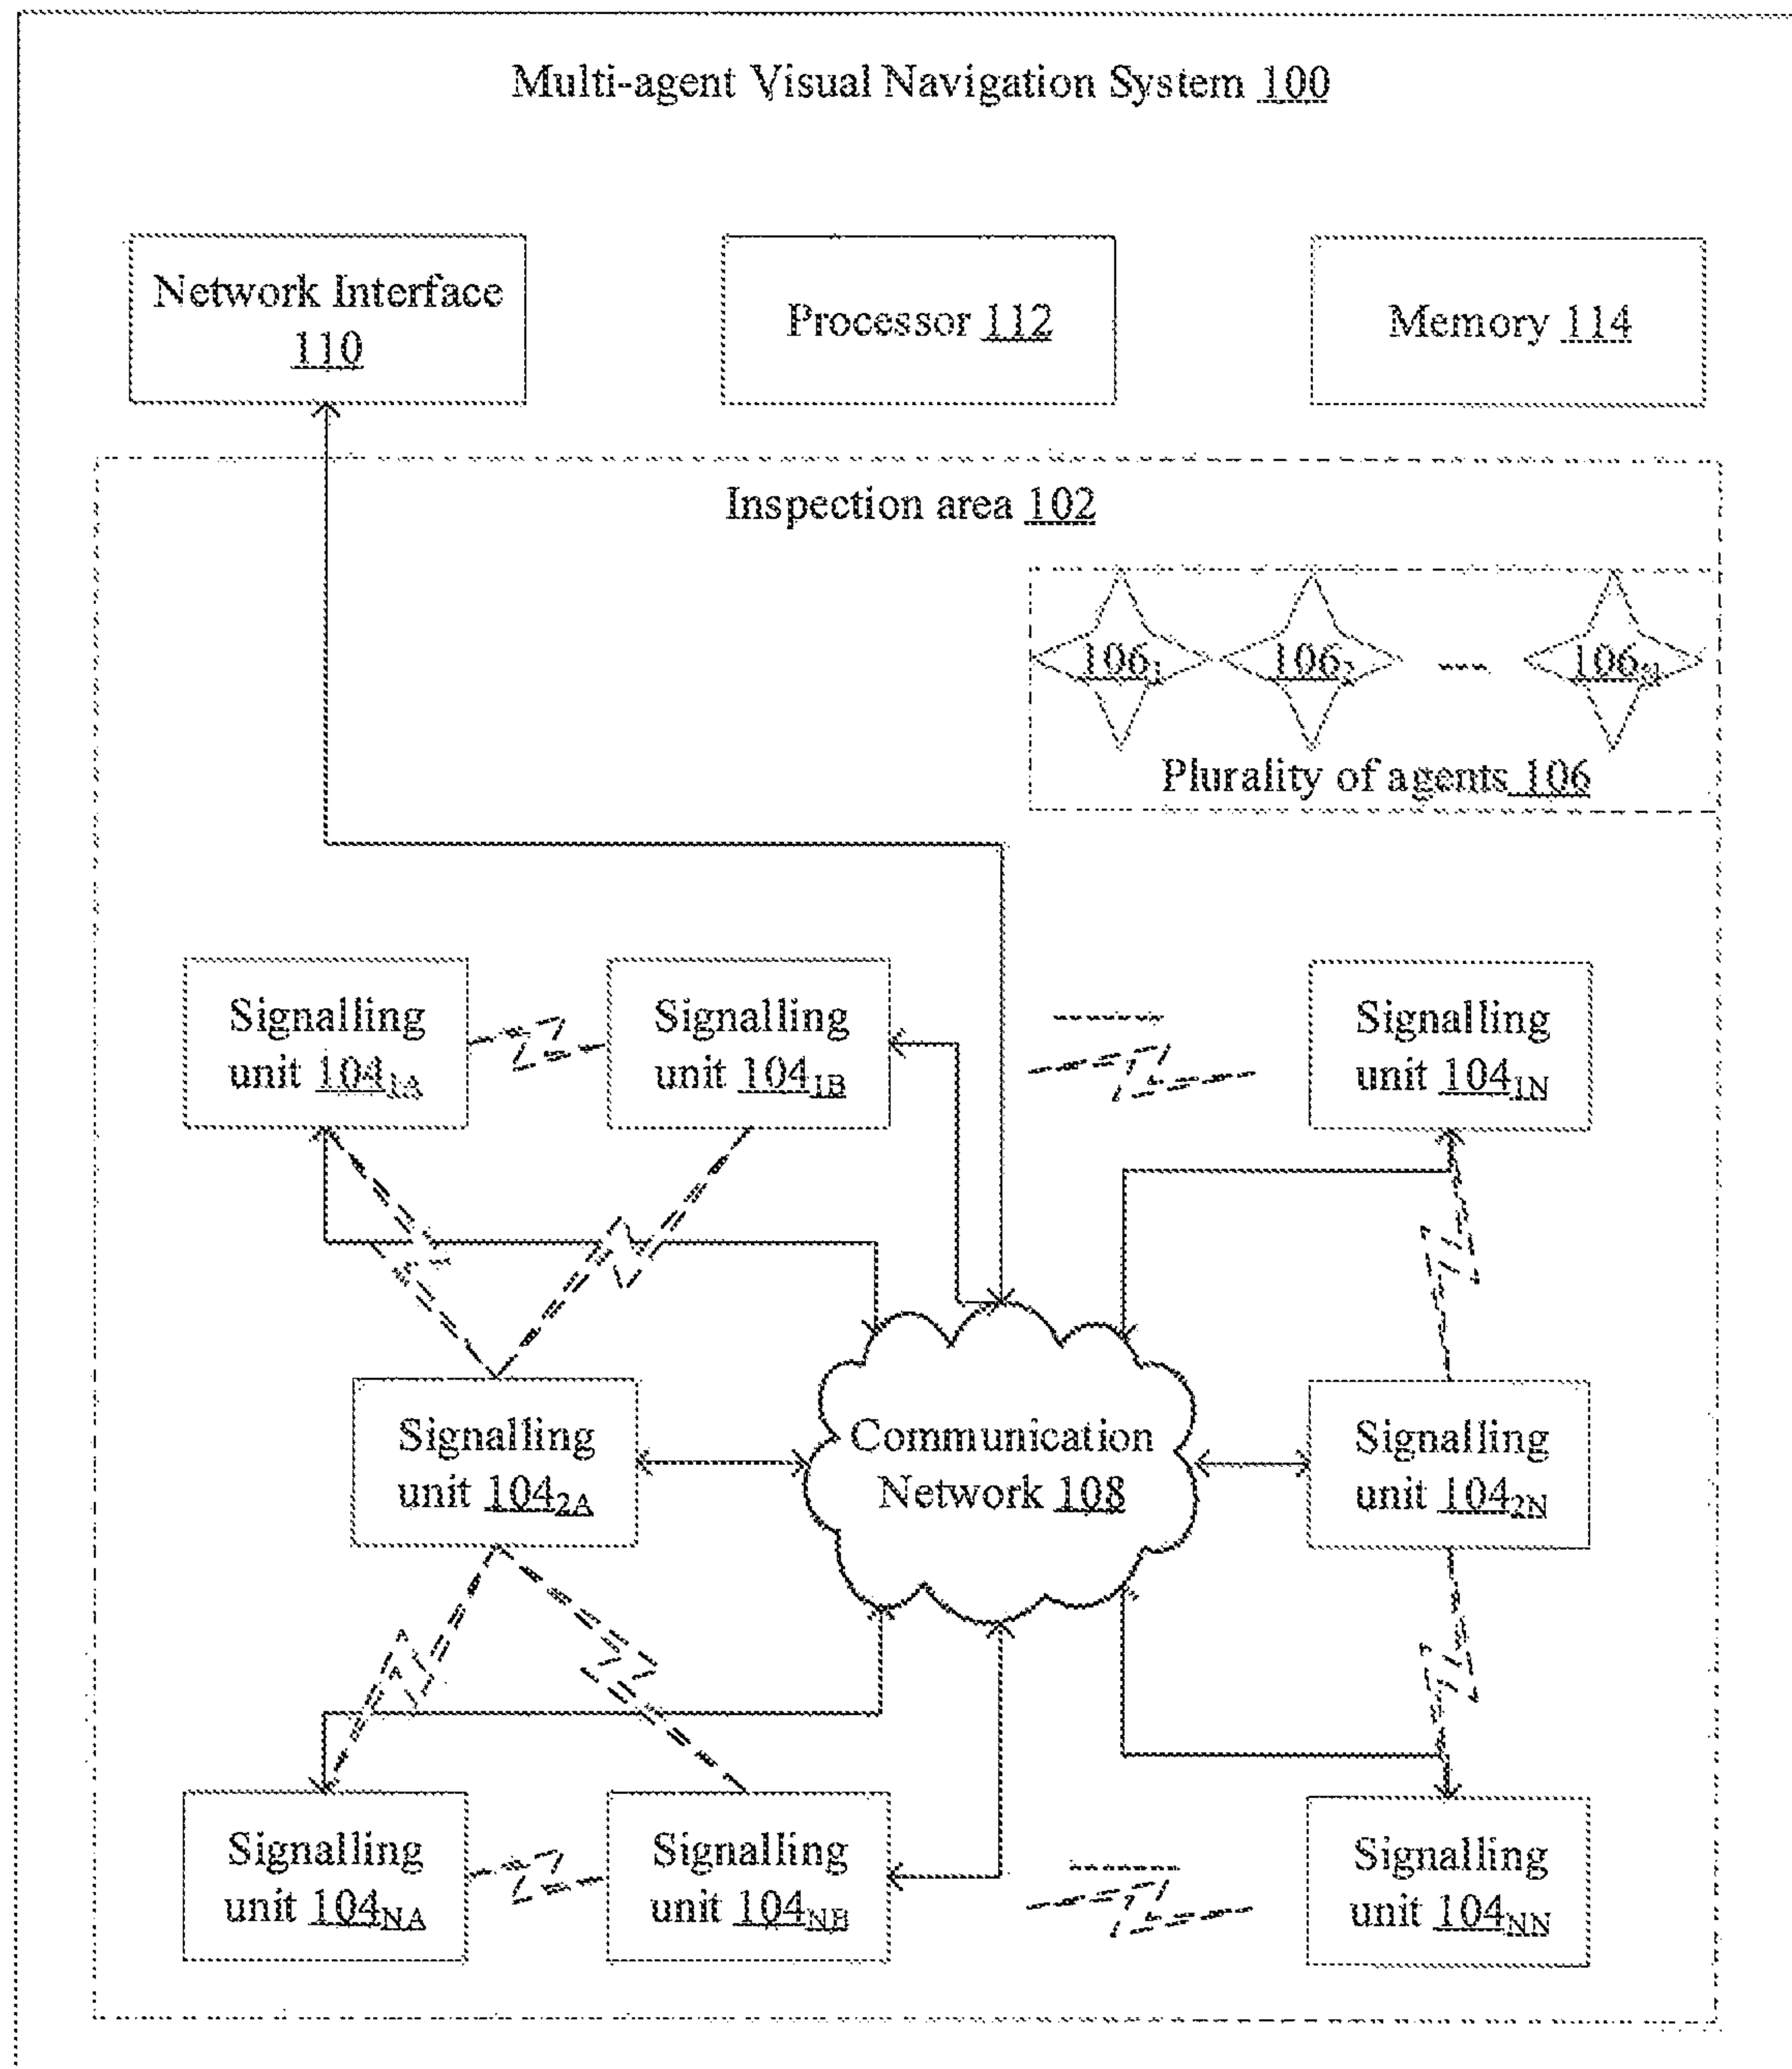 Multi-agent Visual Navigation System 100
Network Interface
110
Processor 112
Memory 114
Inspection area 102
106₁
106₂
106ₙ
Plurality of agents 106
Signalling
unit 104₁A
Signalling
unit 104₁B
Signalling
unit 104₁N
Signalling
unit 104₂A
Communication
Network 108
Signalling
unit 104₂N
Signalling
unit 104NA
Signalling
unit 104NB
Signalling
unit 104NN